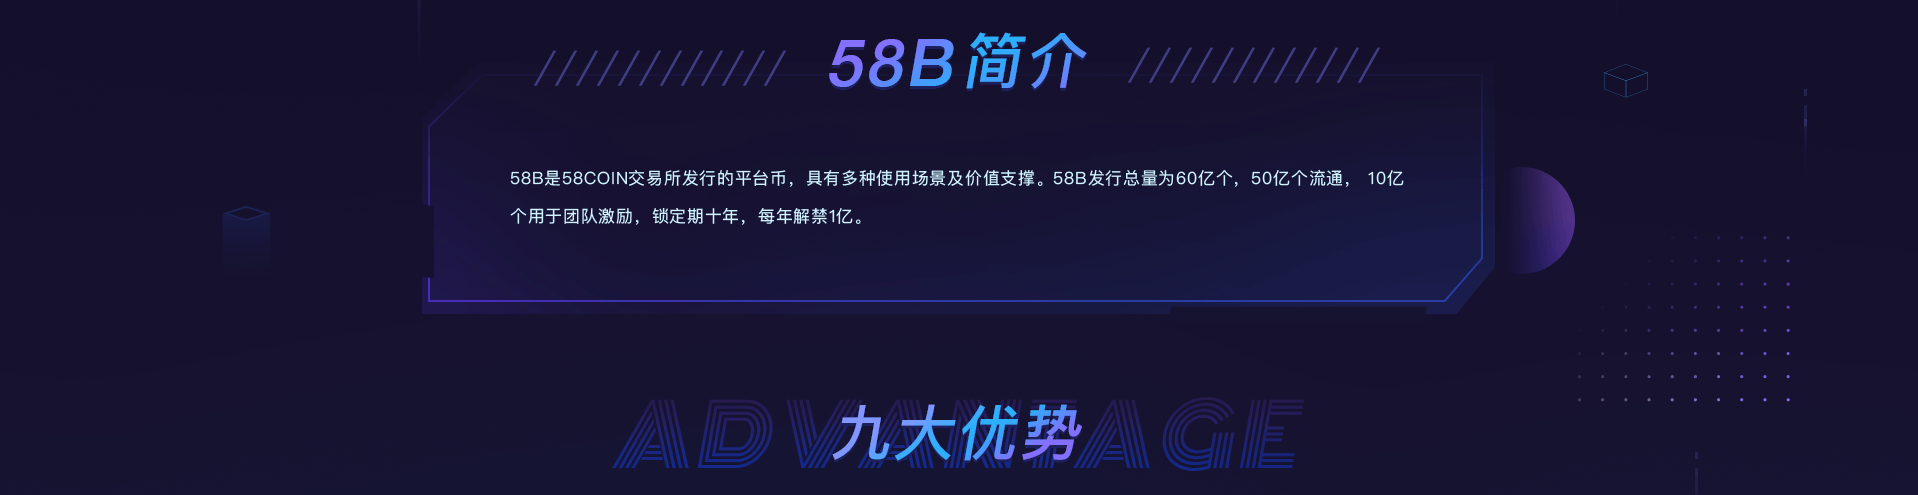 58B简介
58B是58COIN交易所发行的平台币，具有多种使用场景及价值支撑。58B发行总量为60亿个，50亿个流通， 10亿
个用于团队激励，锁定期十年，每年解禁1亿。
ADVANTAGE
九大优势